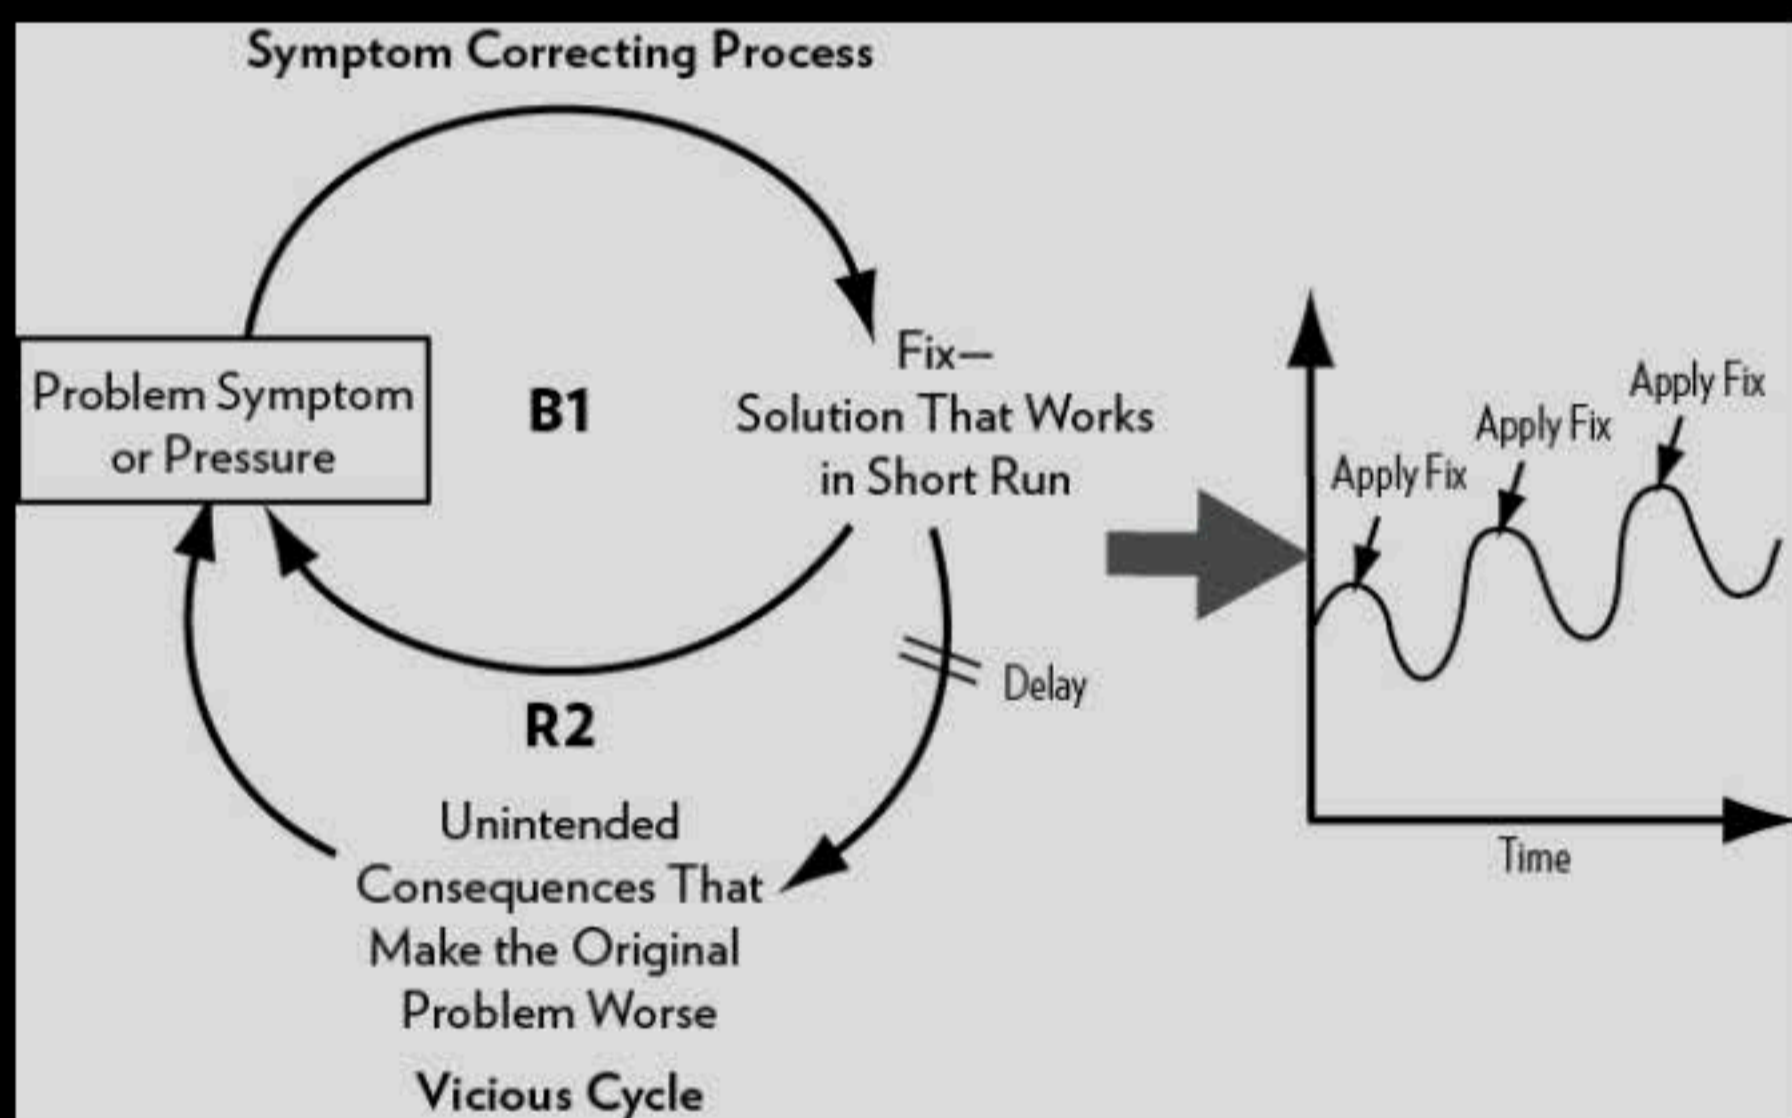 Symptom Correcting Process
Problem Symptom
or Pressure
B1
Fix—
Solution That Works
in Short Run
R2
Delay
Unintended
Consequences That
Make the Original
Problem Worse
Vicious Cycle
Apply Fix
Apply Fix
Apply Fix
Time